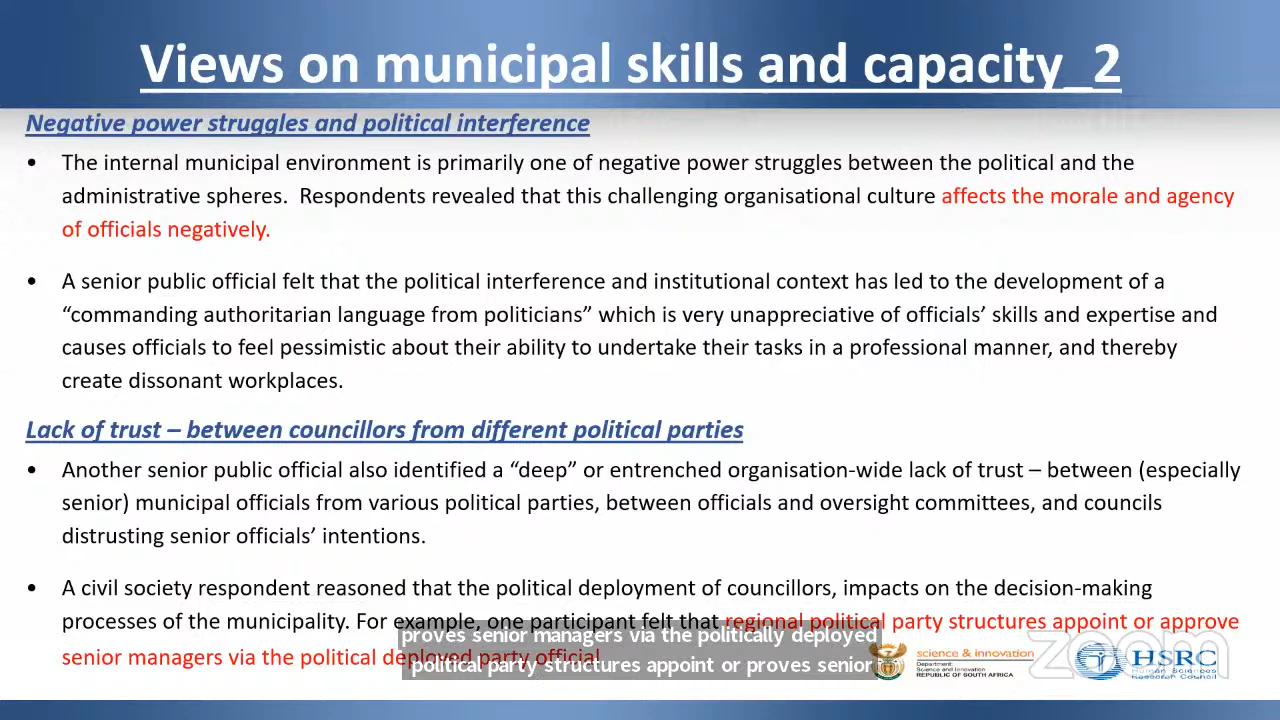 Views on municipal skills and capacity_2
Negative power struggles and political interference
• The internal municipal environment is primarily one of negative power struggles between the political and the
administrative spheres. Respondents revealed that this challenging organisational culture affects the morale and agency
of officials negatively.
• A senior public official felt that the political interference and institutional context has led to the development of a
“commanding authoritarian language from politicians” which is very unappreciative of officials’ skills and expertise and
causes officials to feel pessimistic about their ability to undertake their tasks in a professional manner, and thereby
create dissonant workplaces.
Lack of trust – between councillors from different political parties
• Another senior public official also identified a “deep” or entrenched organisation-wide lack of trust – between (especially
senior) municipal officials from various political parties, between officials and oversight committees, and councils
distrusting senior officials’ intentions.
• A civil society respondent reasoned that the political deployment of councillors, impacts on the decision-making
processes of the municipality. For example, one participant felt that regional political party structures appoint or approve
senior managers via the political deployed party official
proves senior managers via the politically deployed
political party structures appoint or proves senior
science & innovation
Department:
Science and Innovation
REPUBLIC OF SOUTH AFRICA
zoom
HSRC
Human Sciences
Research Council